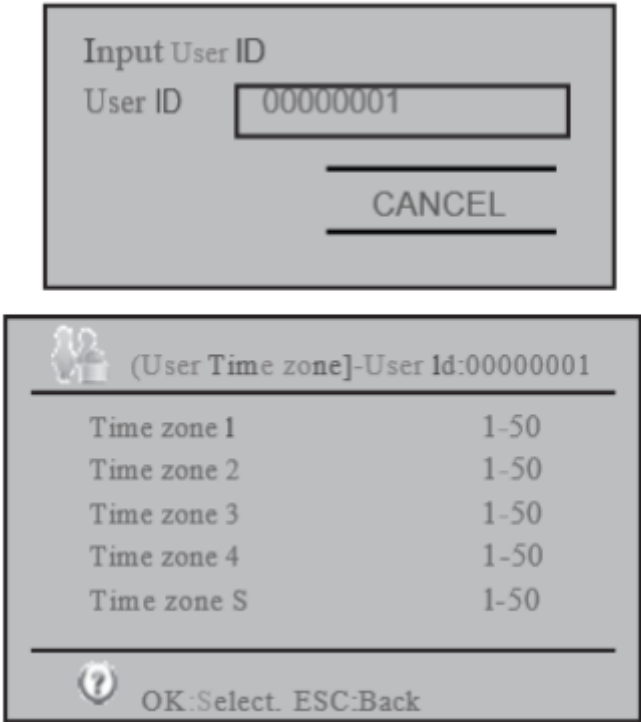 Input User ID
User ID 00000001
CANCEL
(User Time zone]-User 1d:00000001
Time zone 1 1-50
Time zone 2 1-50
Time zone 3 1-50
Time zone 4 1-50
Time zone S 1-50
? OK:Select. ESC:Back